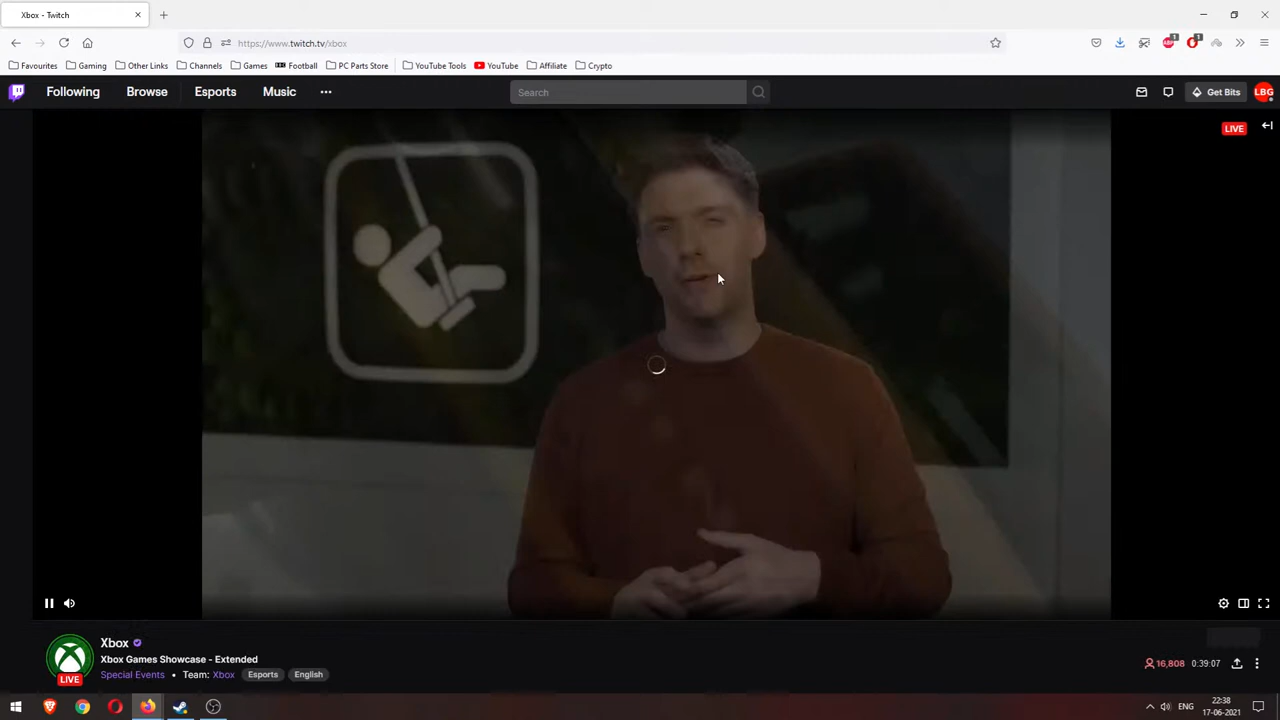 Xbox - Twitch
https://www.twitch.tv/xbox
1
1
Favourites Gaming Other Links Channels Games Football PC Parts Store YouTube Tools YouTube Affiliate Crypto
Following Browse Esports Music Search Get Bits LBG
LIVE
Xbox
Xbox Games Showcase - Extended
LIVE
Special Events • Team: Xbox Esports English
16,808 0:39:07
ENG
22:38
17-06-2021